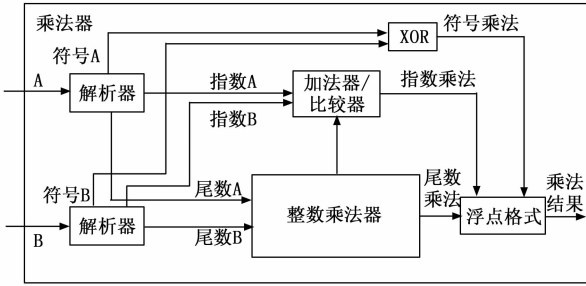 乘法器
符号A
XOR
符号乘法
A
解析器
指数A
指数B
加法器/
比较器
指数乘法
符号B
尾数A
整数乘法器
尾数
乘法
乘法
结果
解析器
浮点格式
B
尾数B